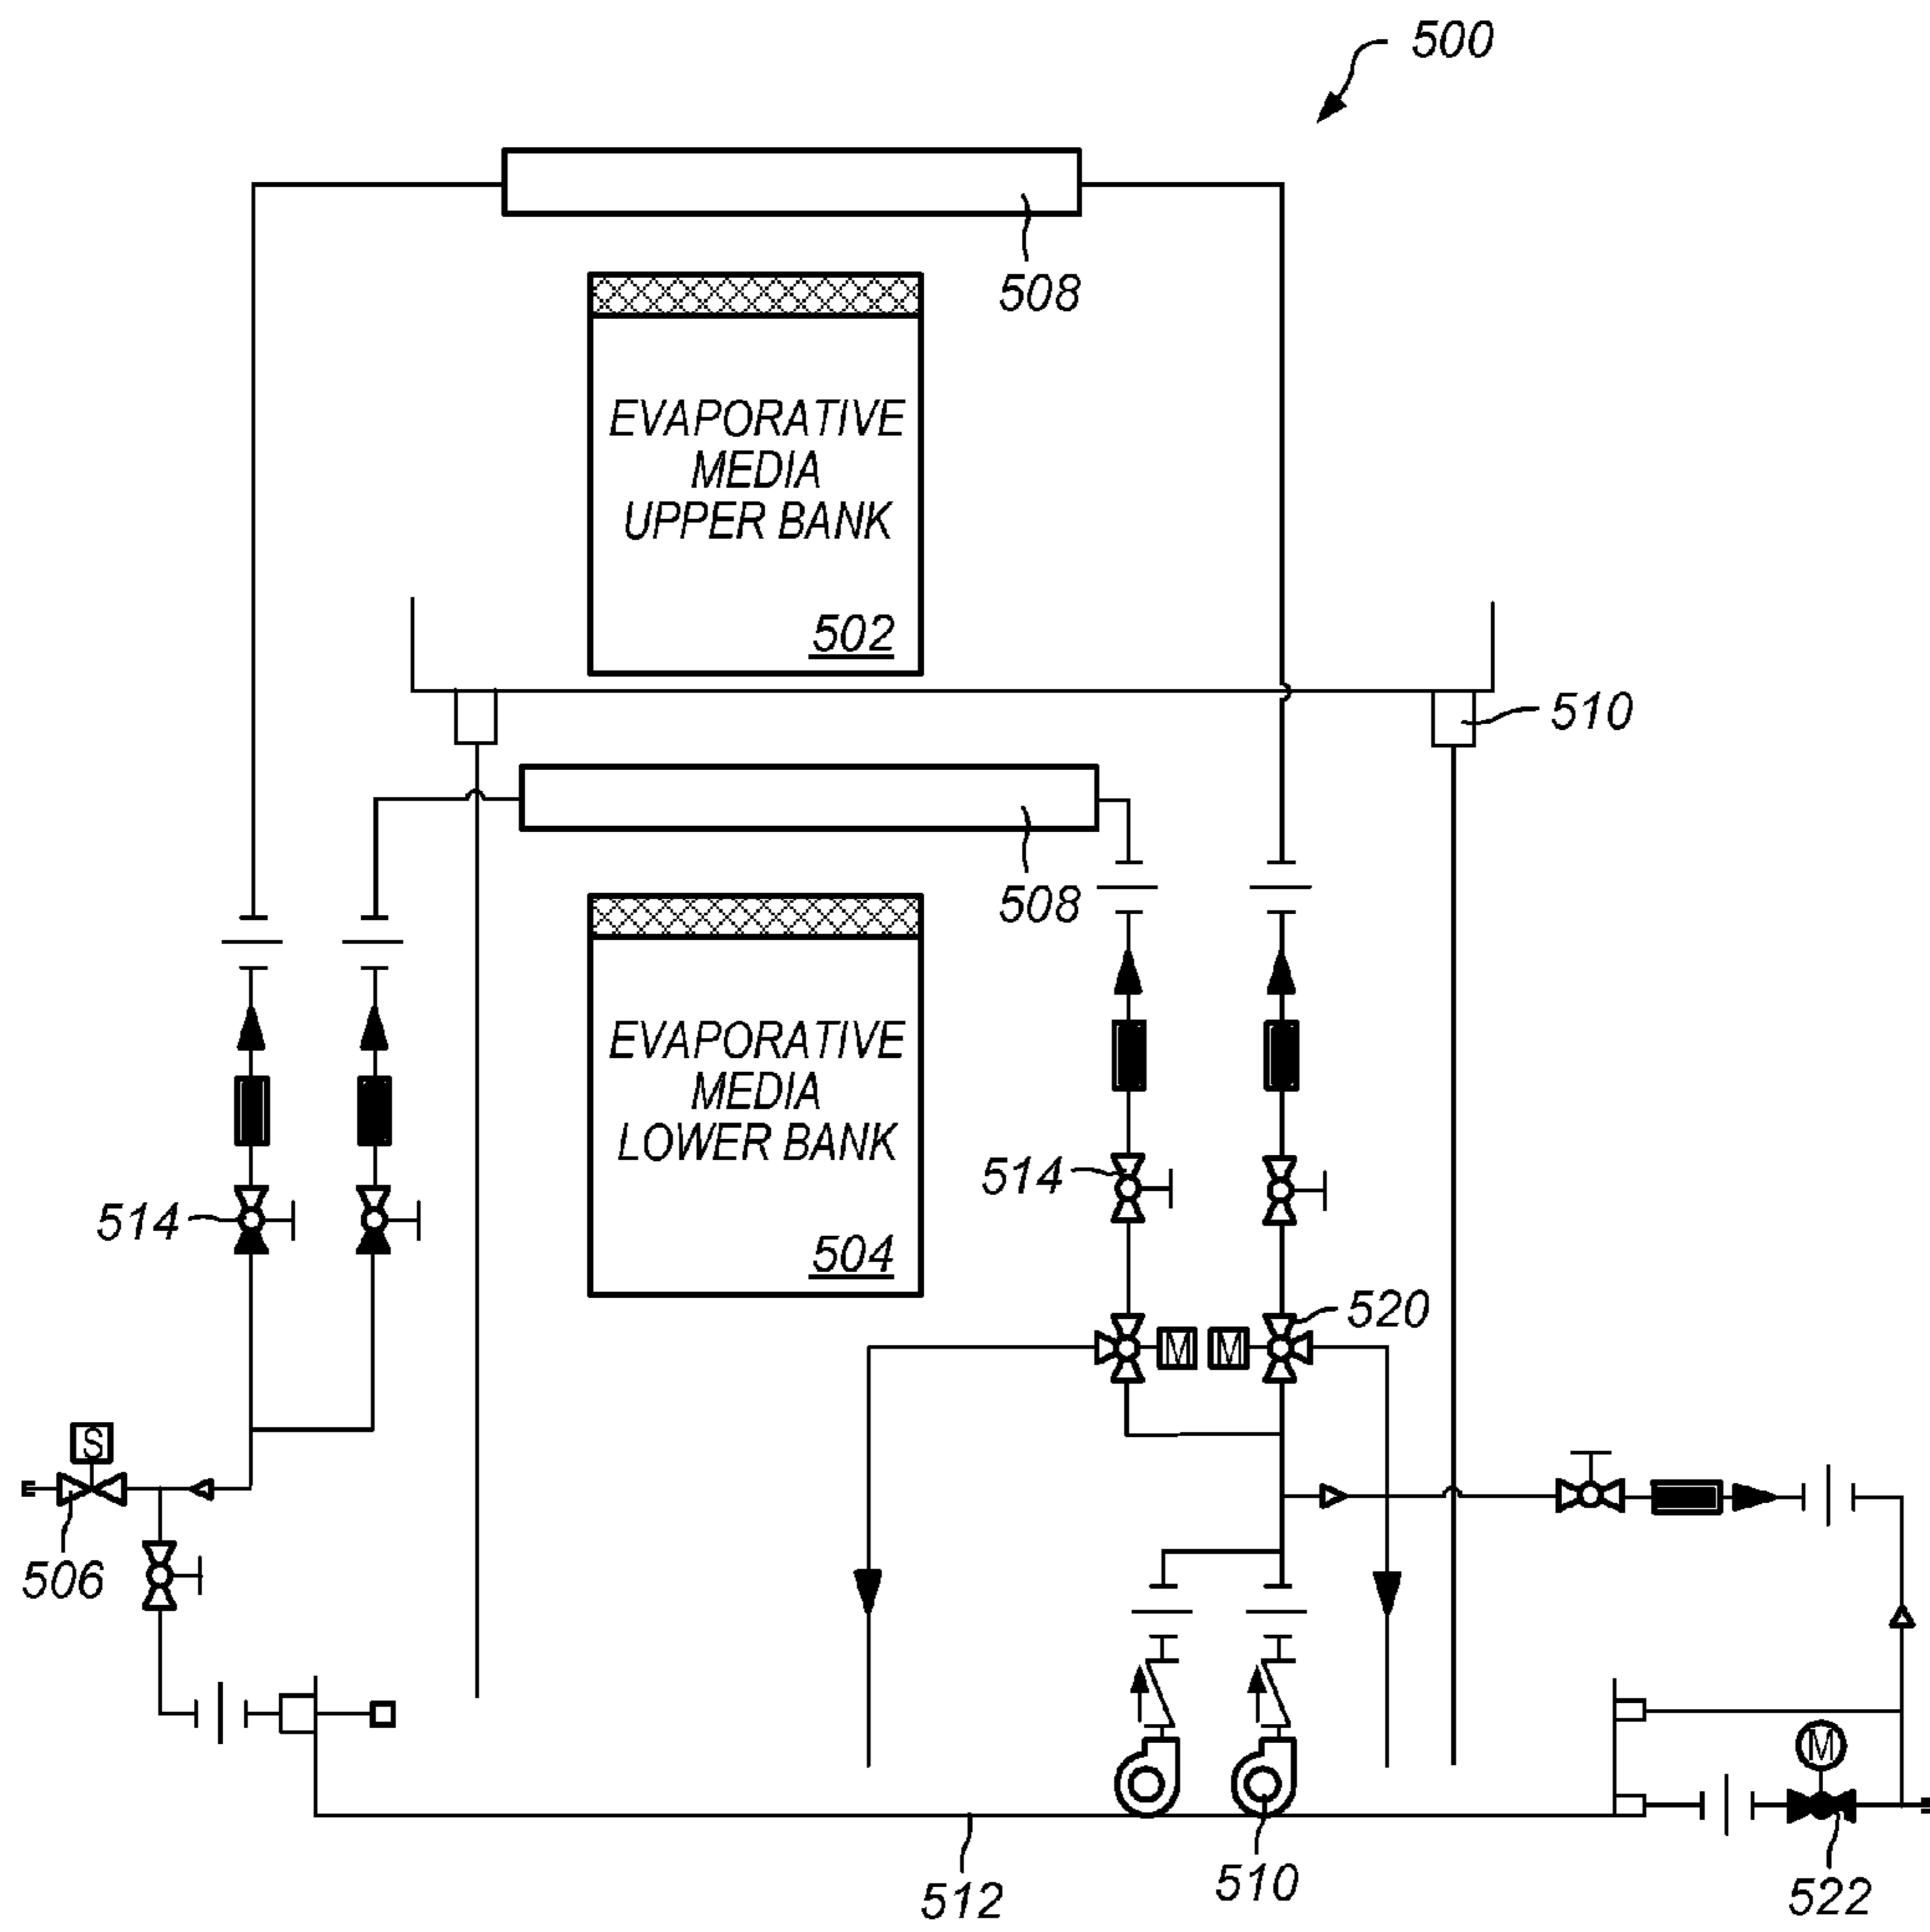 500
508
EVAPORATIVE
MEDIA
UPPER BANK
502
510
508
EVAPORATIVE
MEDIA
LOWER BANK
504
514
514
520
M
M
S
506
M
512
510
522